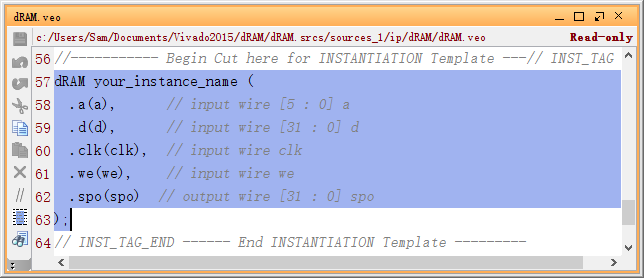 dRAM.veo
c:/Users/Sam/Documents/Vivado2015/dRAM/dRAM.srcs/sources_1/ip/dRAM/dRAM.veo Read-only
56 //----------- Begin Cut here for INSTANTIATION Template ---// INST_TAG
57 dRAM your_instance_name (
58 .a(a), // input wire [5 : 0] a
59 .d(d), // input wire [31 : 0] d
60 .clk(clk), // input wire clk
61 .we(we), // input wire we
62 .spo(spo) // output wire [31 : 0] spo
63 );
64 // INST_TAG_END ------ End INSTANTIATION Template ---------